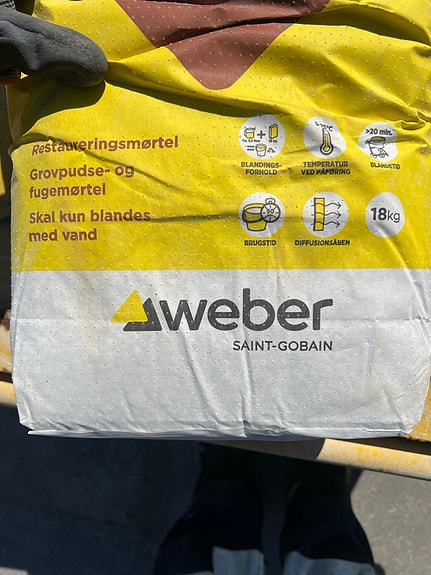 Restaureringsmørtel
Grovpudse- og
fugemørtel
Skal kun blandes
med vand
BLANDINGS-
FORHOLD
TEMPERATUR
VED PÅFØRING
>20 min.
BLANDETID
BRUGSTID
DIFFUSIONSÅBEN
18kg
weber
SAINT-GOBAIN